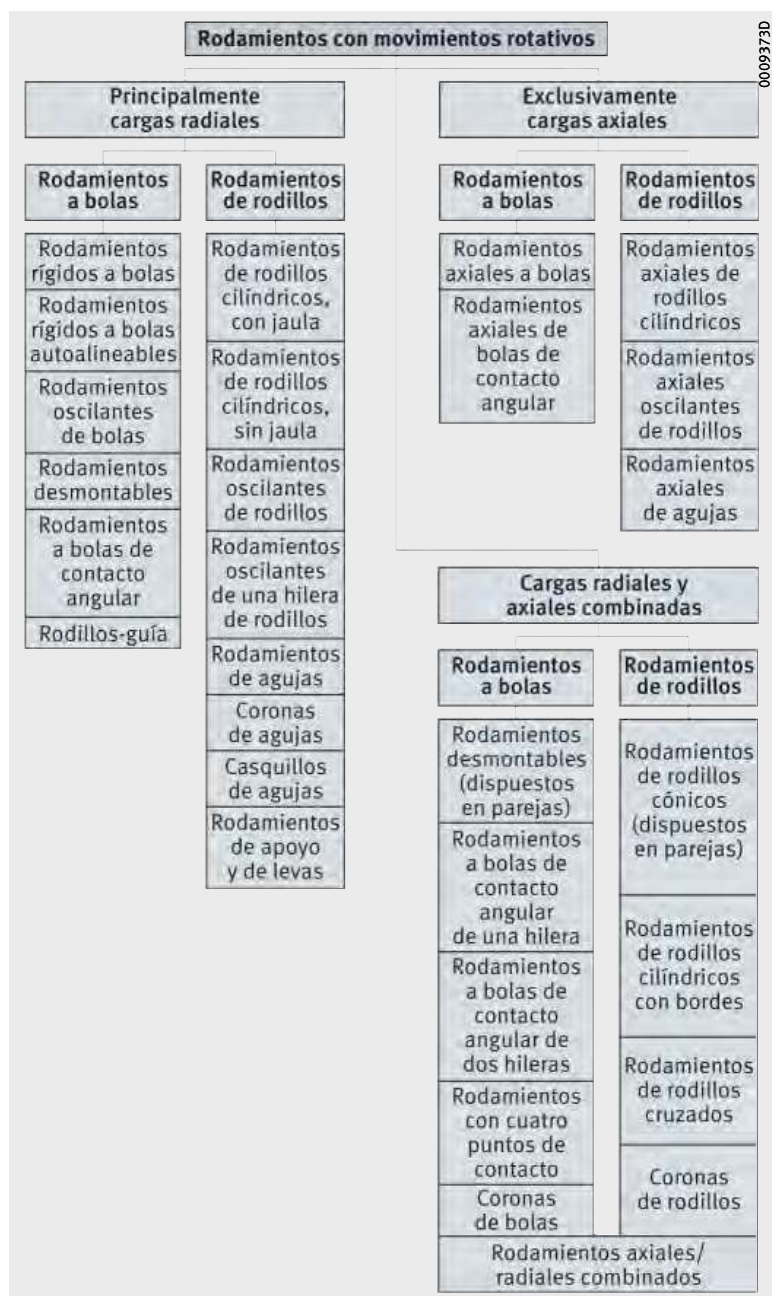 Rodamientos con movimientos rotativos
0009373D
Principalmente
cargas radiales
Rodamientos
a bolas
Rodamientos
rígidos a bolas
Rodamientos
rígidos a bolas
autoalineables
Rodamientos
oscilantes
de bolas
Rodamientos
desmontables
Rodamientos
a bolas de
contacto
angular
Rodillos-guía
Rodamientos
de rodillos
Rodamientos
de rodillos
cilíndricos,
con jaula
Rodamientos
de rodillos
cilíndricos,
sin jaula
Rodamientos
oscilantes
de rodillos
Rodamientos
oscilantes
de una hilera
de rodillos
Rodamientos
de agujas
Coronas
de agujas
Casquillos
de agujas
Rodamientos
de apoyo
y de levas
Exclusivamente
cargas axiales
Rodamientos
a bolas
Rodamientos
axiales a bolas
Rodamientos
axiales de
bolas de
contacto
angular
Rodamientos
de rodillos
Rodamientos
axiales de
rodillos
cilíndricos
Rodamientos
axiales
oscilantes
de rodillos
Rodamientos
axiales
de agujas
Cargas radiales y
axiales combinadas
Rodamientos
a bolas
Rodamientos
desmontables
(dispuestos
en parejas)
Rodamientos
a bolas de
contacto
angular
de una hilera
Rodamientos
a bolas de
contacto
angular de
dos hileras
Rodamientos
con cuatro
puntos de
contacto
Coronas
de bolas
Rodamientos
de rodillos
Rodamientos
de rodillos
cónicos
(dispuestos
en parejas)
Rodamientos
de rodillos
cilíndricos
con bordes
Rodamientos
de rodillos
cruzados
Coronas
de rodillos
Rodamientos axiales/
radiales combinados